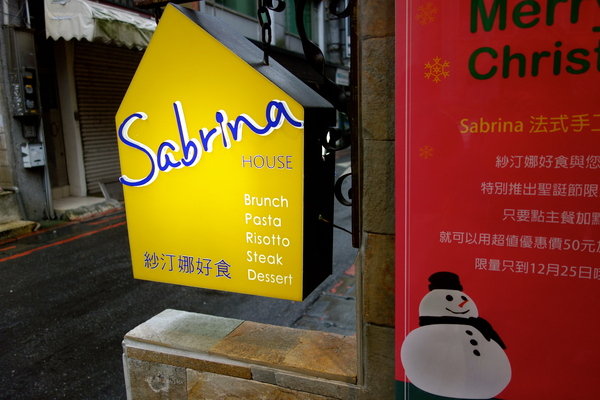 Sabrina
HOUSE
Brunch
Pasta
Risotto
Steak
Dessert
紗汀娜好食
Merry
Christ
Sabrina 法式手工
紗汀娜好食與您
特別推出聖誕節限
只要點主餐加點
就可以用超值優惠價50元加
限量只到12月25日